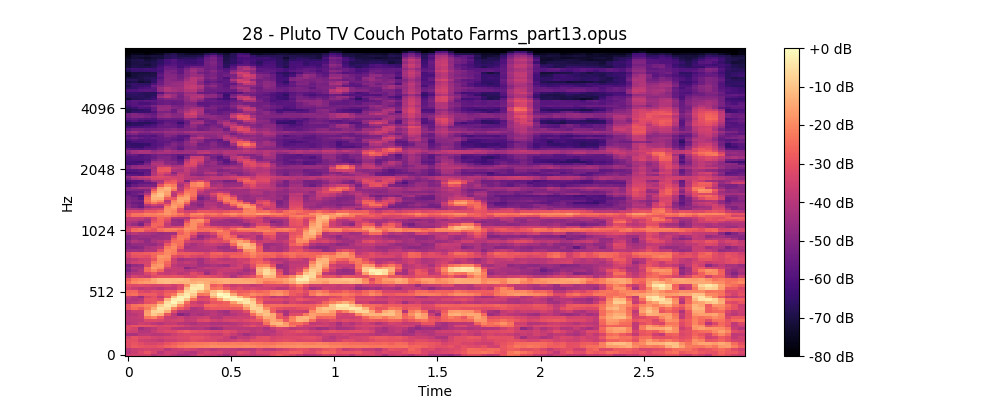 28 - Pluto TV Couch Potato Farms_part13.opus
Hz
4096
2048
1024
512
0
0
0.5
1
1.5
2
2.5
Time
+0 dB
-10 dB
-20 dB
-30 dB
-40 dB
-50 dB
-60 dB
-70 dB
-80 dB